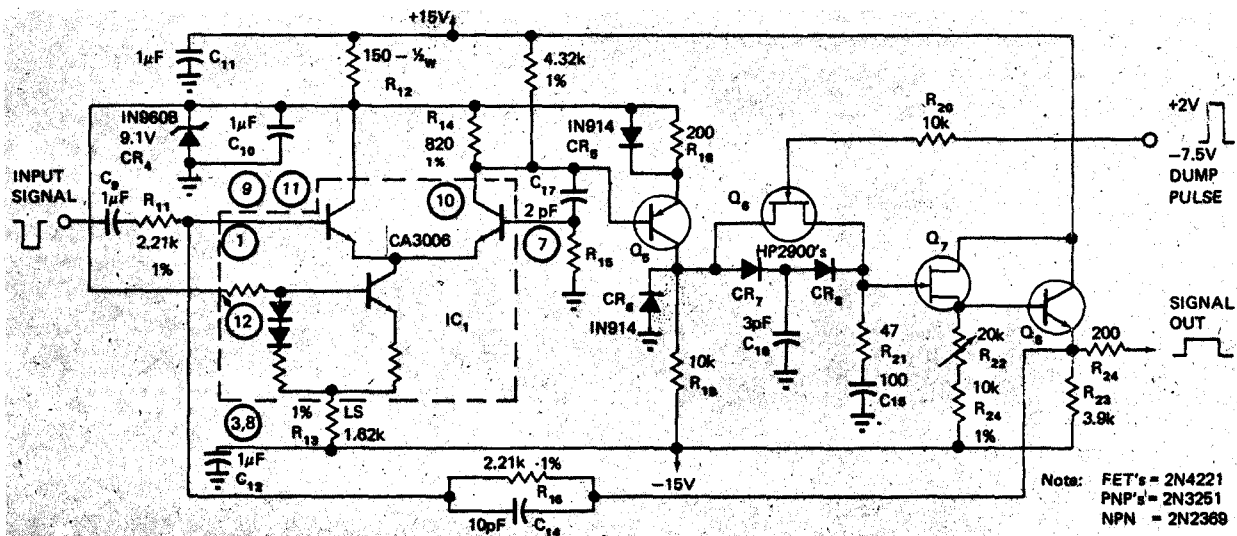 +15V
1μF
C11
150 – ½W
R12
4.32k
1%
IN960B
9.1V
CR4
1μF
C10
R14
820
1%
IN914
CR5
200
R18
R20
10k
+2V
-7.5V
DUMP
PULSE
INPUT
SIGNAL
C9
1μF
R11
2.21k
1%
9
11
10
C17
2 pF
1
7
CA3006
R15
Q5
Q6
HP2900's
CR7
CR8
Q7
Q8
CR6
IN914
12
IC1
3pF
C18
47
R21
100
C15
20k
R22
10k
R24
1%
SIGNAL
OUT
200
R24
R23
3.9k
10k
R19
3,8
1%
LS
R13
1.62k
1μF
C12
2.21k -1%
R16
10pF
C14
-15V
Note: FET's = 2N4221
PNP's = 2N3251
NPN = 2N2369